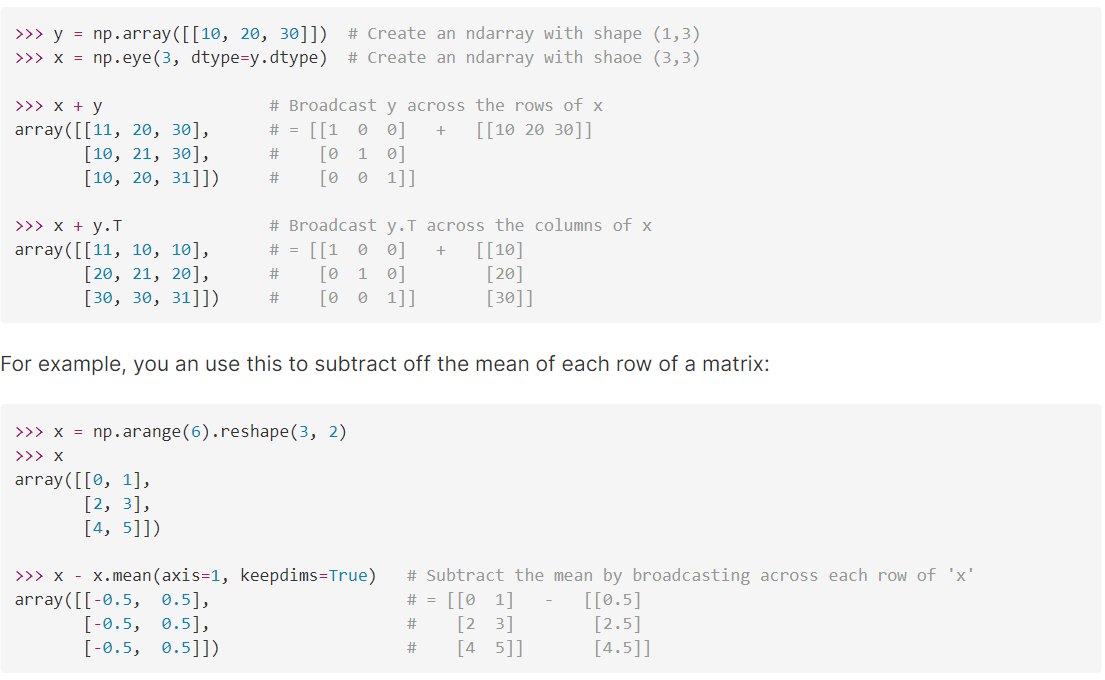 >>> y = np.array([[10, 20, 30]])  # Create an ndarray with shape (1,3)
>>> x = np.eye(3, dtype=y.dtype)  # Create an ndarray with shaoe (3,3)
>>> x + y                 # Broadcast y across the rows of x
array([[11, 20, 30],      # = [[1  0  0]   +   [[10 20 30]]
       [10, 21, 30],      #    [0  1  0]
       [10, 20, 31]])     #    [0  0  1]]
>>> x + y.T               # Broadcast y.T across the columns of x
array([[11, 10, 10],      # = [[1  0  0]   +   [[10]
       [20, 21, 20],      #    [0  1  0]        [20]
       [30, 30, 31]])     #    [0  0  1]]       [30]]
For example, you an use this to subtract off the mean of each row of a matrix:
>>> x = np.arange(6).reshape(3, 2)
>>> x
array([[0, 1],
       [2, 3],
       [4, 5]])
>>> x - x.mean(axis=1, keepdims=True)   # Subtract the mean by broadcasting across each row of 'x'
array([[-0.5,  0.5],                    # = [[0  1]   -   [[0.5]
       [-0.5,  0.5],                    #    [2  3]        [2.5]
       [-0.5,  0.5]])                   #    [4  5]]       [4.5]]